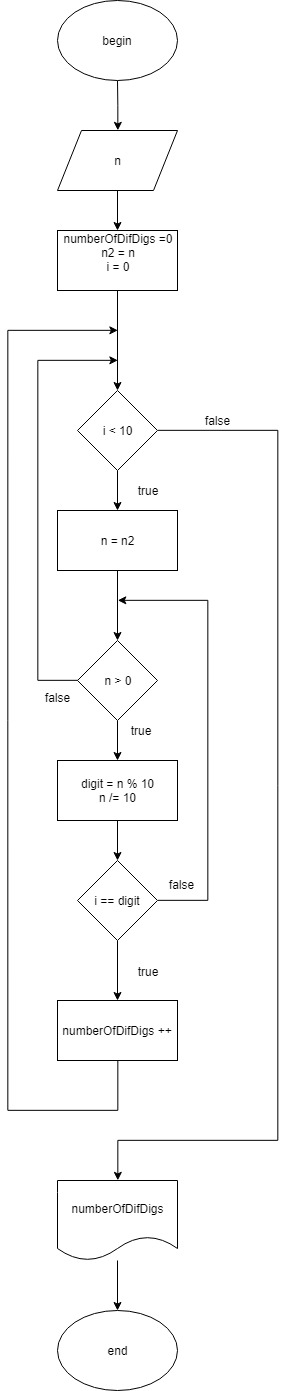 begin
n
numberOfDifDigs =0
n2 = n
i = 0
i < 10
false
true
n = n2
n > 0
false
true
digit = n % 10
n /= 10
i == digit
false
true
numberOfDifDigs ++
numberOfDifDigs
end